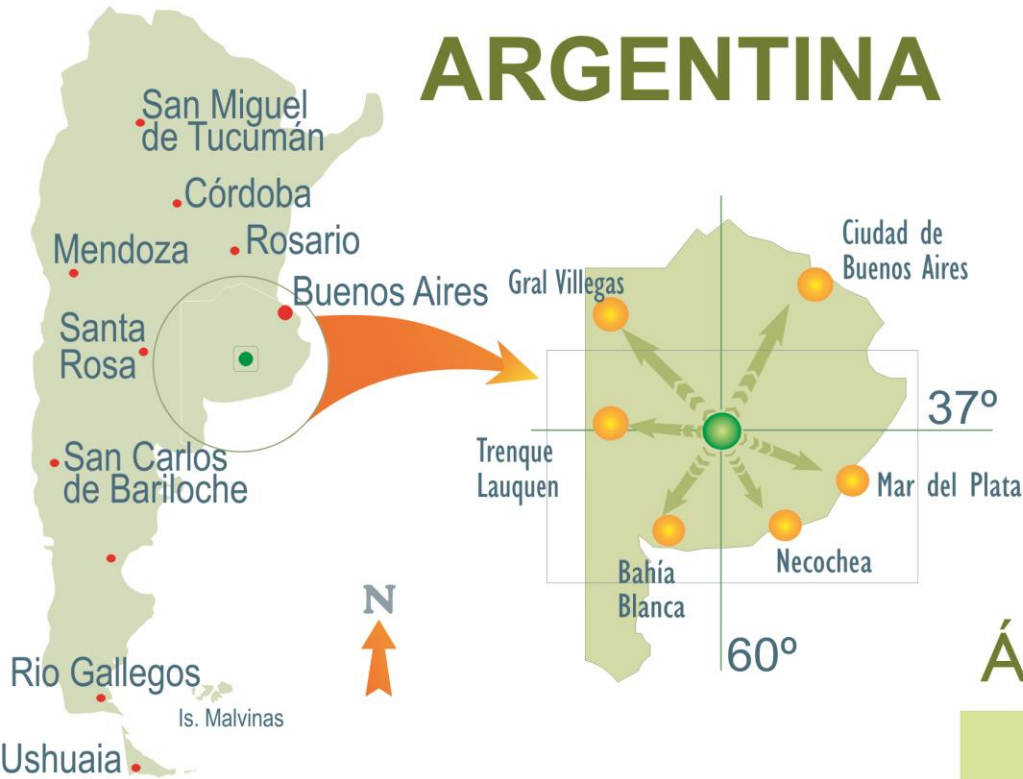 ARGENTINA
San Miguel
de Tucumán
Córdoba
Rosario
Mendoza
Buenos Aires
Santa
Rosa
San Carlos
de Bariloche
Rio Gallegos
Is. Malvinas
Ushuaia
N
Ciudad de
Buenos Aires
Gral Villegas
37º
Trenque
Lauquen
Mar del Plata
Necochea
Bahía
Blanca
60º
Á